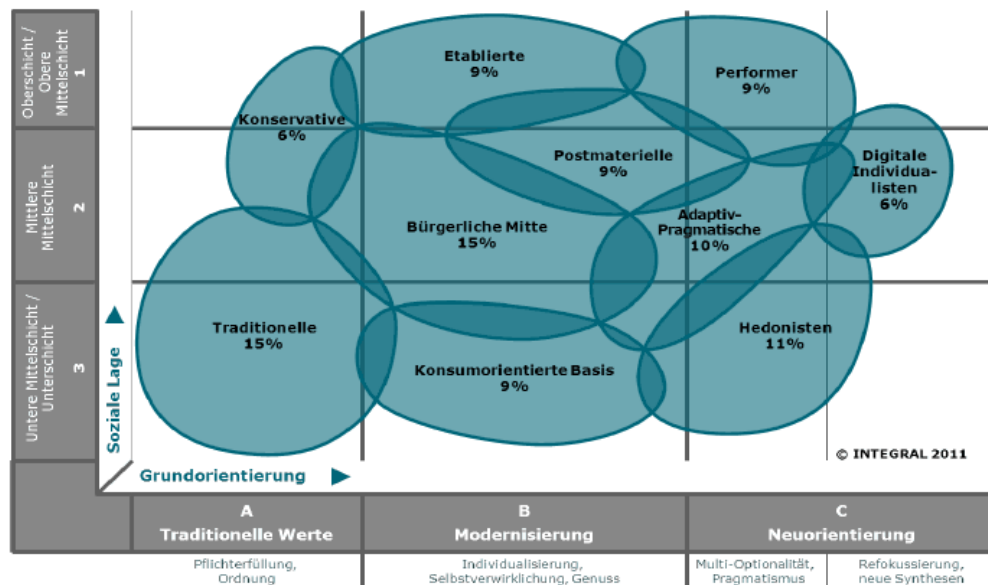 Oberschicht /
Obere
Mittelschicht
1
Mittlere
Mittelschicht
2
Untere Mittelschicht /
Unterschicht
3
Soziale Lage
Etablierte
9%
Performer
9%
Konservative
6%
Postmaterielle
9%
Digitale
Individua-
listen
6%
Bürgerliche Mitte
15%
Adaptiv-
Pragmatische
10%
Traditionelle
15%
Hedonisten
11%
Konsumorientierte Basis
9%
© INTEGRAL 2011
Grundorientierung
A
Traditionelle Werte
B
Modernisierung
C
Neuorientierung
Pflichterfüllung,
Ordnung
Individualisierung,
Selbstverwirklichung, Genuss
Multi-Optionalität,
Pragmatismus
Refokussierung,
neue Synthesen